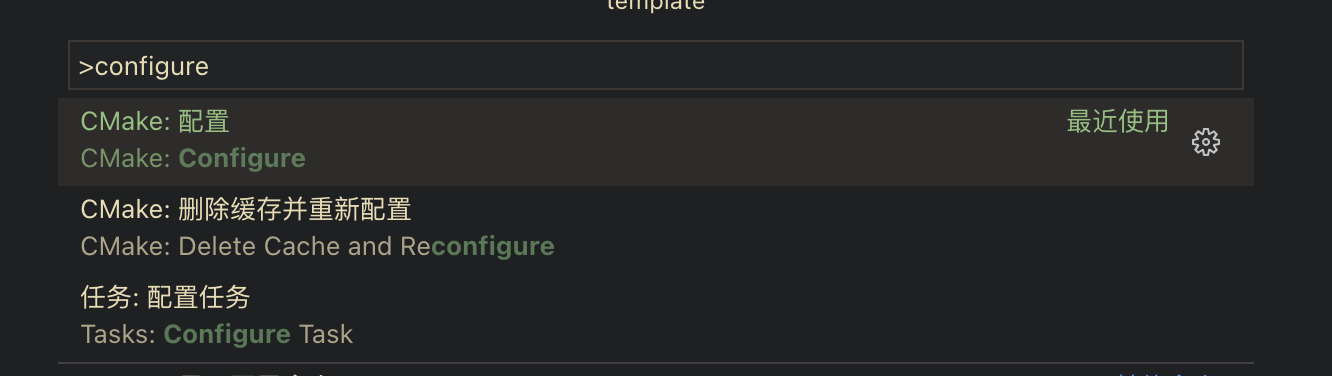 template
>configure
CMake: 配置
最近使用
CMake: Configure
CMake: 删除缓存并重新配置
CMake: Delete Cache and Reconfigure
任务: 配置任务
Tasks: Configure Task